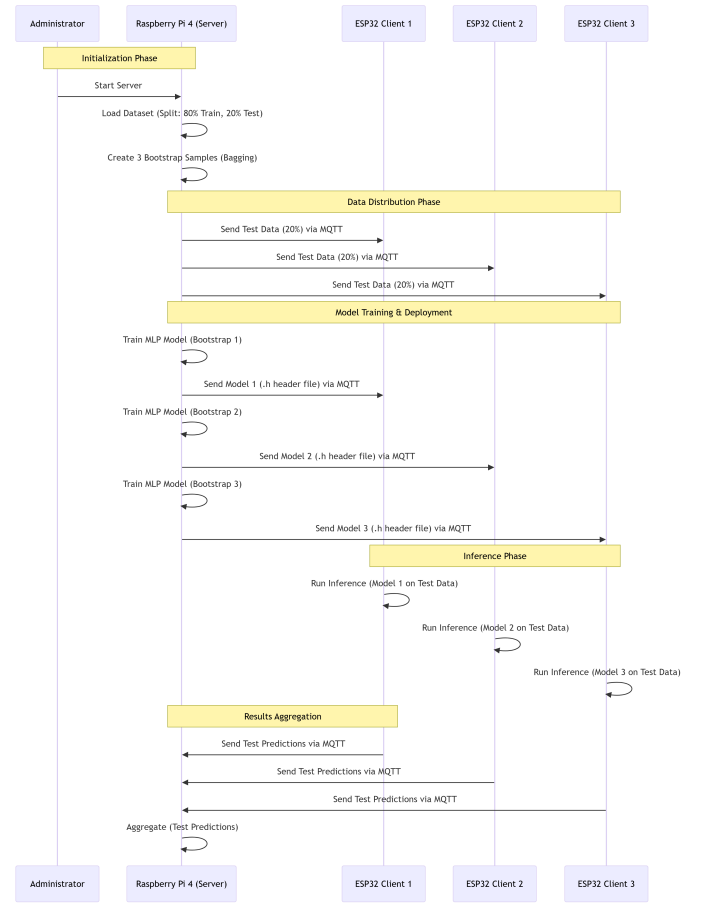 Administrator
Raspberry Pi 4 (Server)
ESP32 Client 1
ESP32 Client 2
ESP32 Client 3
Initialization Phase
Start Server
Load Dataset (Split: 80% Train, 20% Test)
Create 3 Bootstrap Samples (Bagging)
Data Distribution Phase
Send Test Data (20%) via MQTT
Send Test Data (20%) via MQTT
Send Test Data (20%) via MQTT
Model Training & Deployment
Train MLP Model (Bootstrap 1)
Send Model 1 (.h header file) via MQTT
Train MLP Model (Bootstrap 2)
Send Model 2 (.h header file) via MQTT
Train MLP Model (Bootstrap 3)
Send Model 3 (.h header file) via MQTT
Inference Phase
Run Inference (Model 1 on Test Data)
Run Inference (Model 2 on Test Data)
Run Inference (Model 3 on Test Data)
Results Aggregation
Send Test Predictions via MQTT
Send Test Predictions via MQTT
Send Test Predictions via MQTT
Aggregate (Test Predictions)
Administrator
Raspberry Pi 4 (Server)
ESP32 Client 1
ESP32 Client 2
ESP32 Client 3